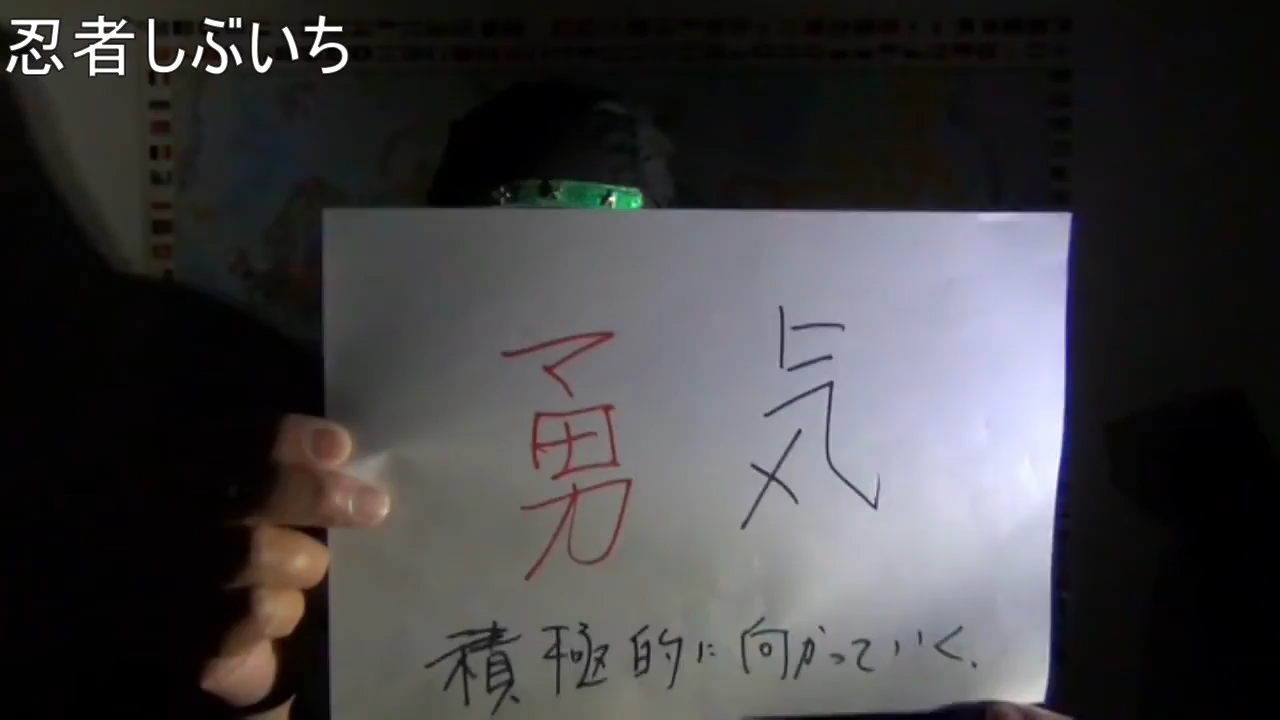 忍者しぶいち
勇気
積極的に向かっていく.